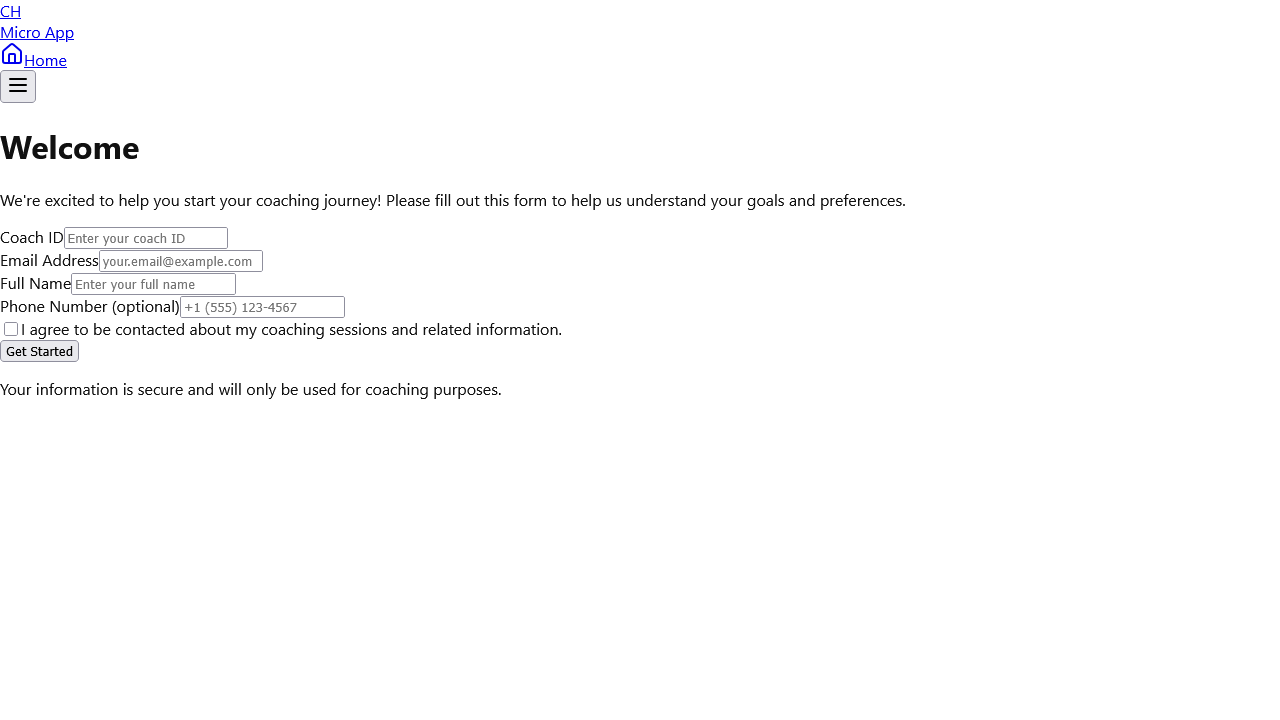 CH
Micro App
Home
Welcome
We're excited to help you start your coaching journey! Please fill out this form to help us understand your goals and preferences.
Coach ID Enter your coach ID
Email Address your.email@example.com
Full Name Enter your full name
Phone Number (optional) +1 (555) 123-4567
I agree to be contacted about my coaching sessions and related information.
Get Started
Your information is secure and will only be used for coaching purposes.